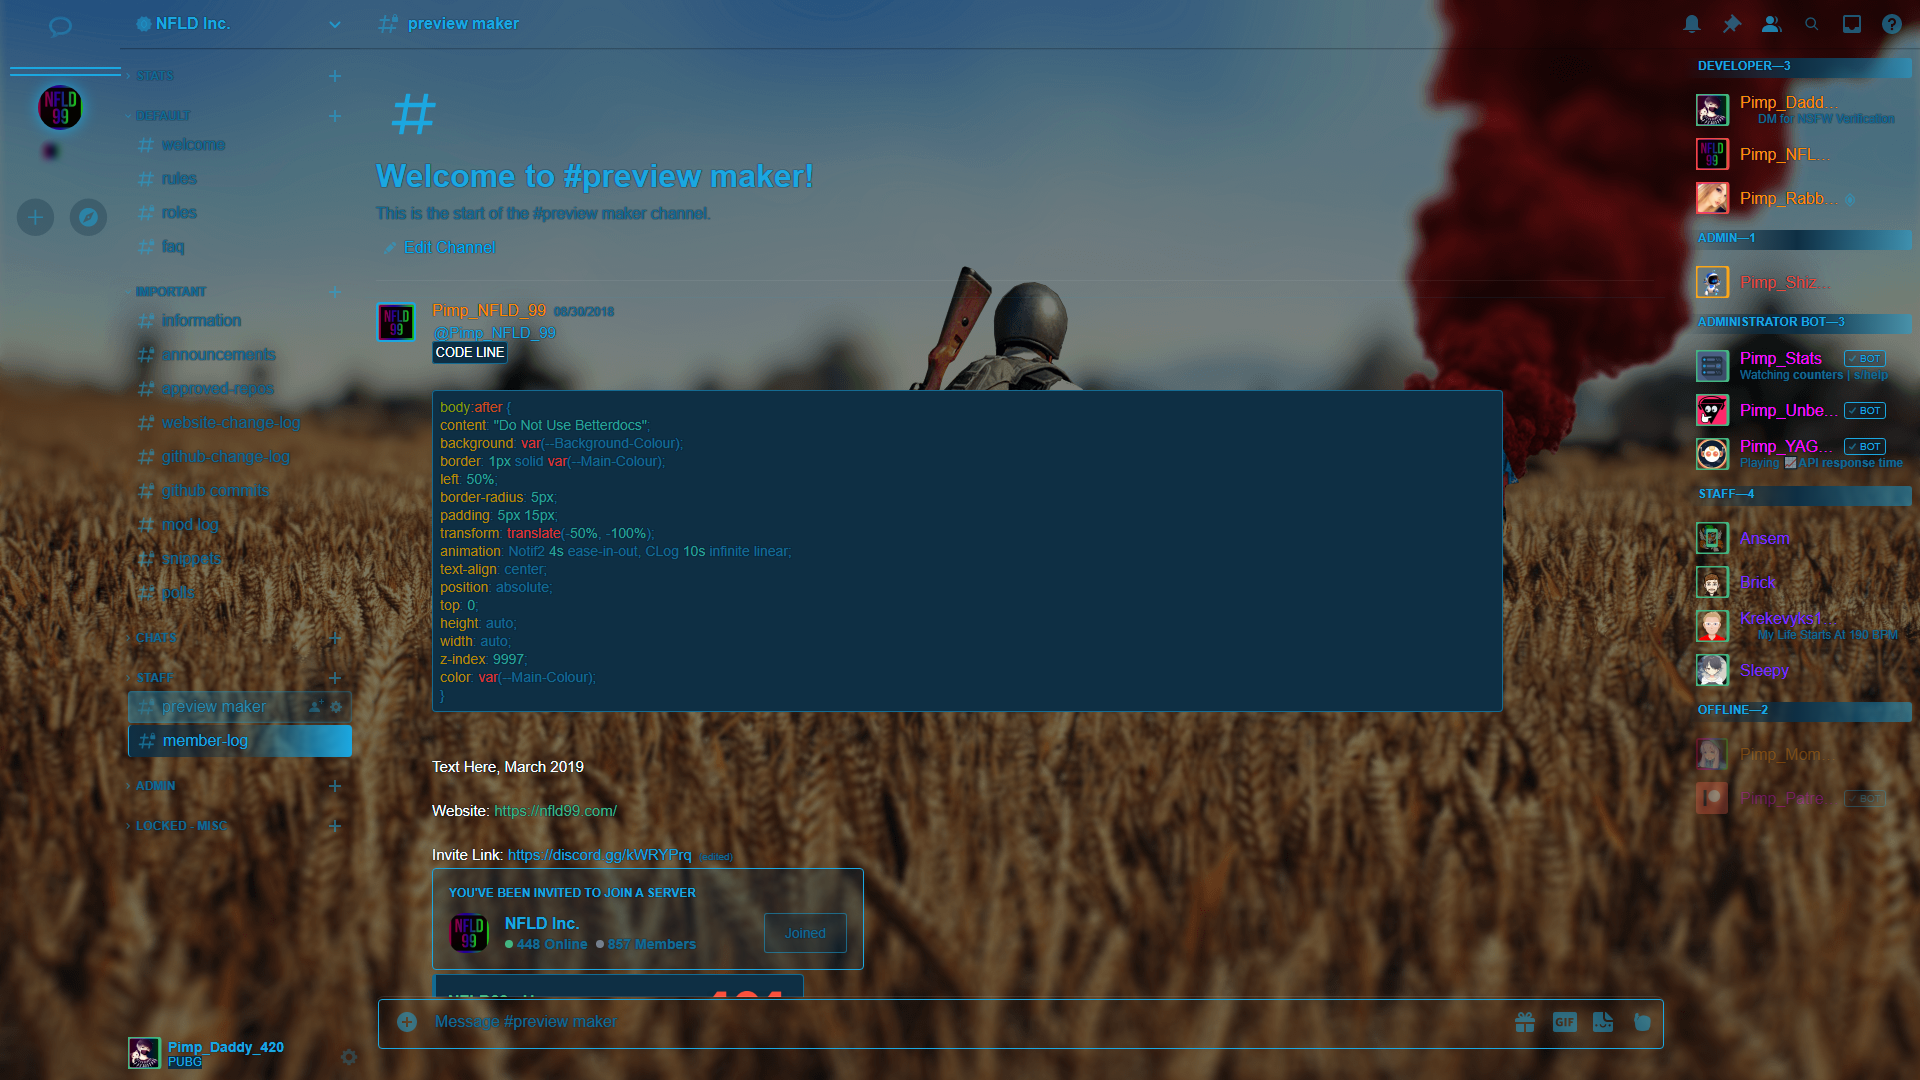 NFLD Inc.
STATS
DEFAULT
welcome
rules
roles
faq
IMPORTANT
information
announcements
approved-repos
website-change-log
github-change-log
github commits
mod log
snippets
polls
CHATS
STAFF
preview maker
member-log
ADMIN
LOCKED - MISC
Pimp_Daddy_420
PUBG
NFLD
99
preview maker
Welcome to #preview maker!
This is the start of the #preview maker channel.
Edit Channel
NFLD
99
Pimp_NFLD_99 08/30/2018
@Pimp_NFLD_99
CODE LINE
body:after {
content: "Do Not Use Betterdocs";
background: var(--Background-Colour);
border: 1px solid var(--Main-Colour);
left: 50%;
border-radius: 5px;
padding: 5px 15px;
transform: translate(-50%, -100%);
animation: Notif2 4s ease-in-out, CLog 10s infinite linear;
text-align: center;
position: absolute;
top: 0;
height: auto;
width: auto;
z-index: 9997;
color: var(--Main-Colour);
}
Text Here, March 2019
Website: https://nfld99.com/
Invite Link: https://discord.gg/kWRYPrq (edited)
YOU'VE BEEN INVITED TO JOIN A SERVER
NFLD
99
NFLD Inc.
448 Online 857 Members
Joined
Message #preview maker
GIF
DEVELOPER—3
Pimp_Dadd...
DM for NSFW Verification
NFLD
99
Pimp_NFL...
Pimp_Rabb...
ADMIN—1
Pimp_Shiz...
ADMINISTRATOR BOT—3
Pimp_Stats BOT
Watching counters | s/help
Pimp_Unbe... BOT
Pimp_YAG... BOT
Playing API response time
STAFF—4
Ansem
Brick
Krekevyks1
My Life Starts At 190 BPM
Sleepy
OFFLINE—2
Pimp_Mom...
BOT